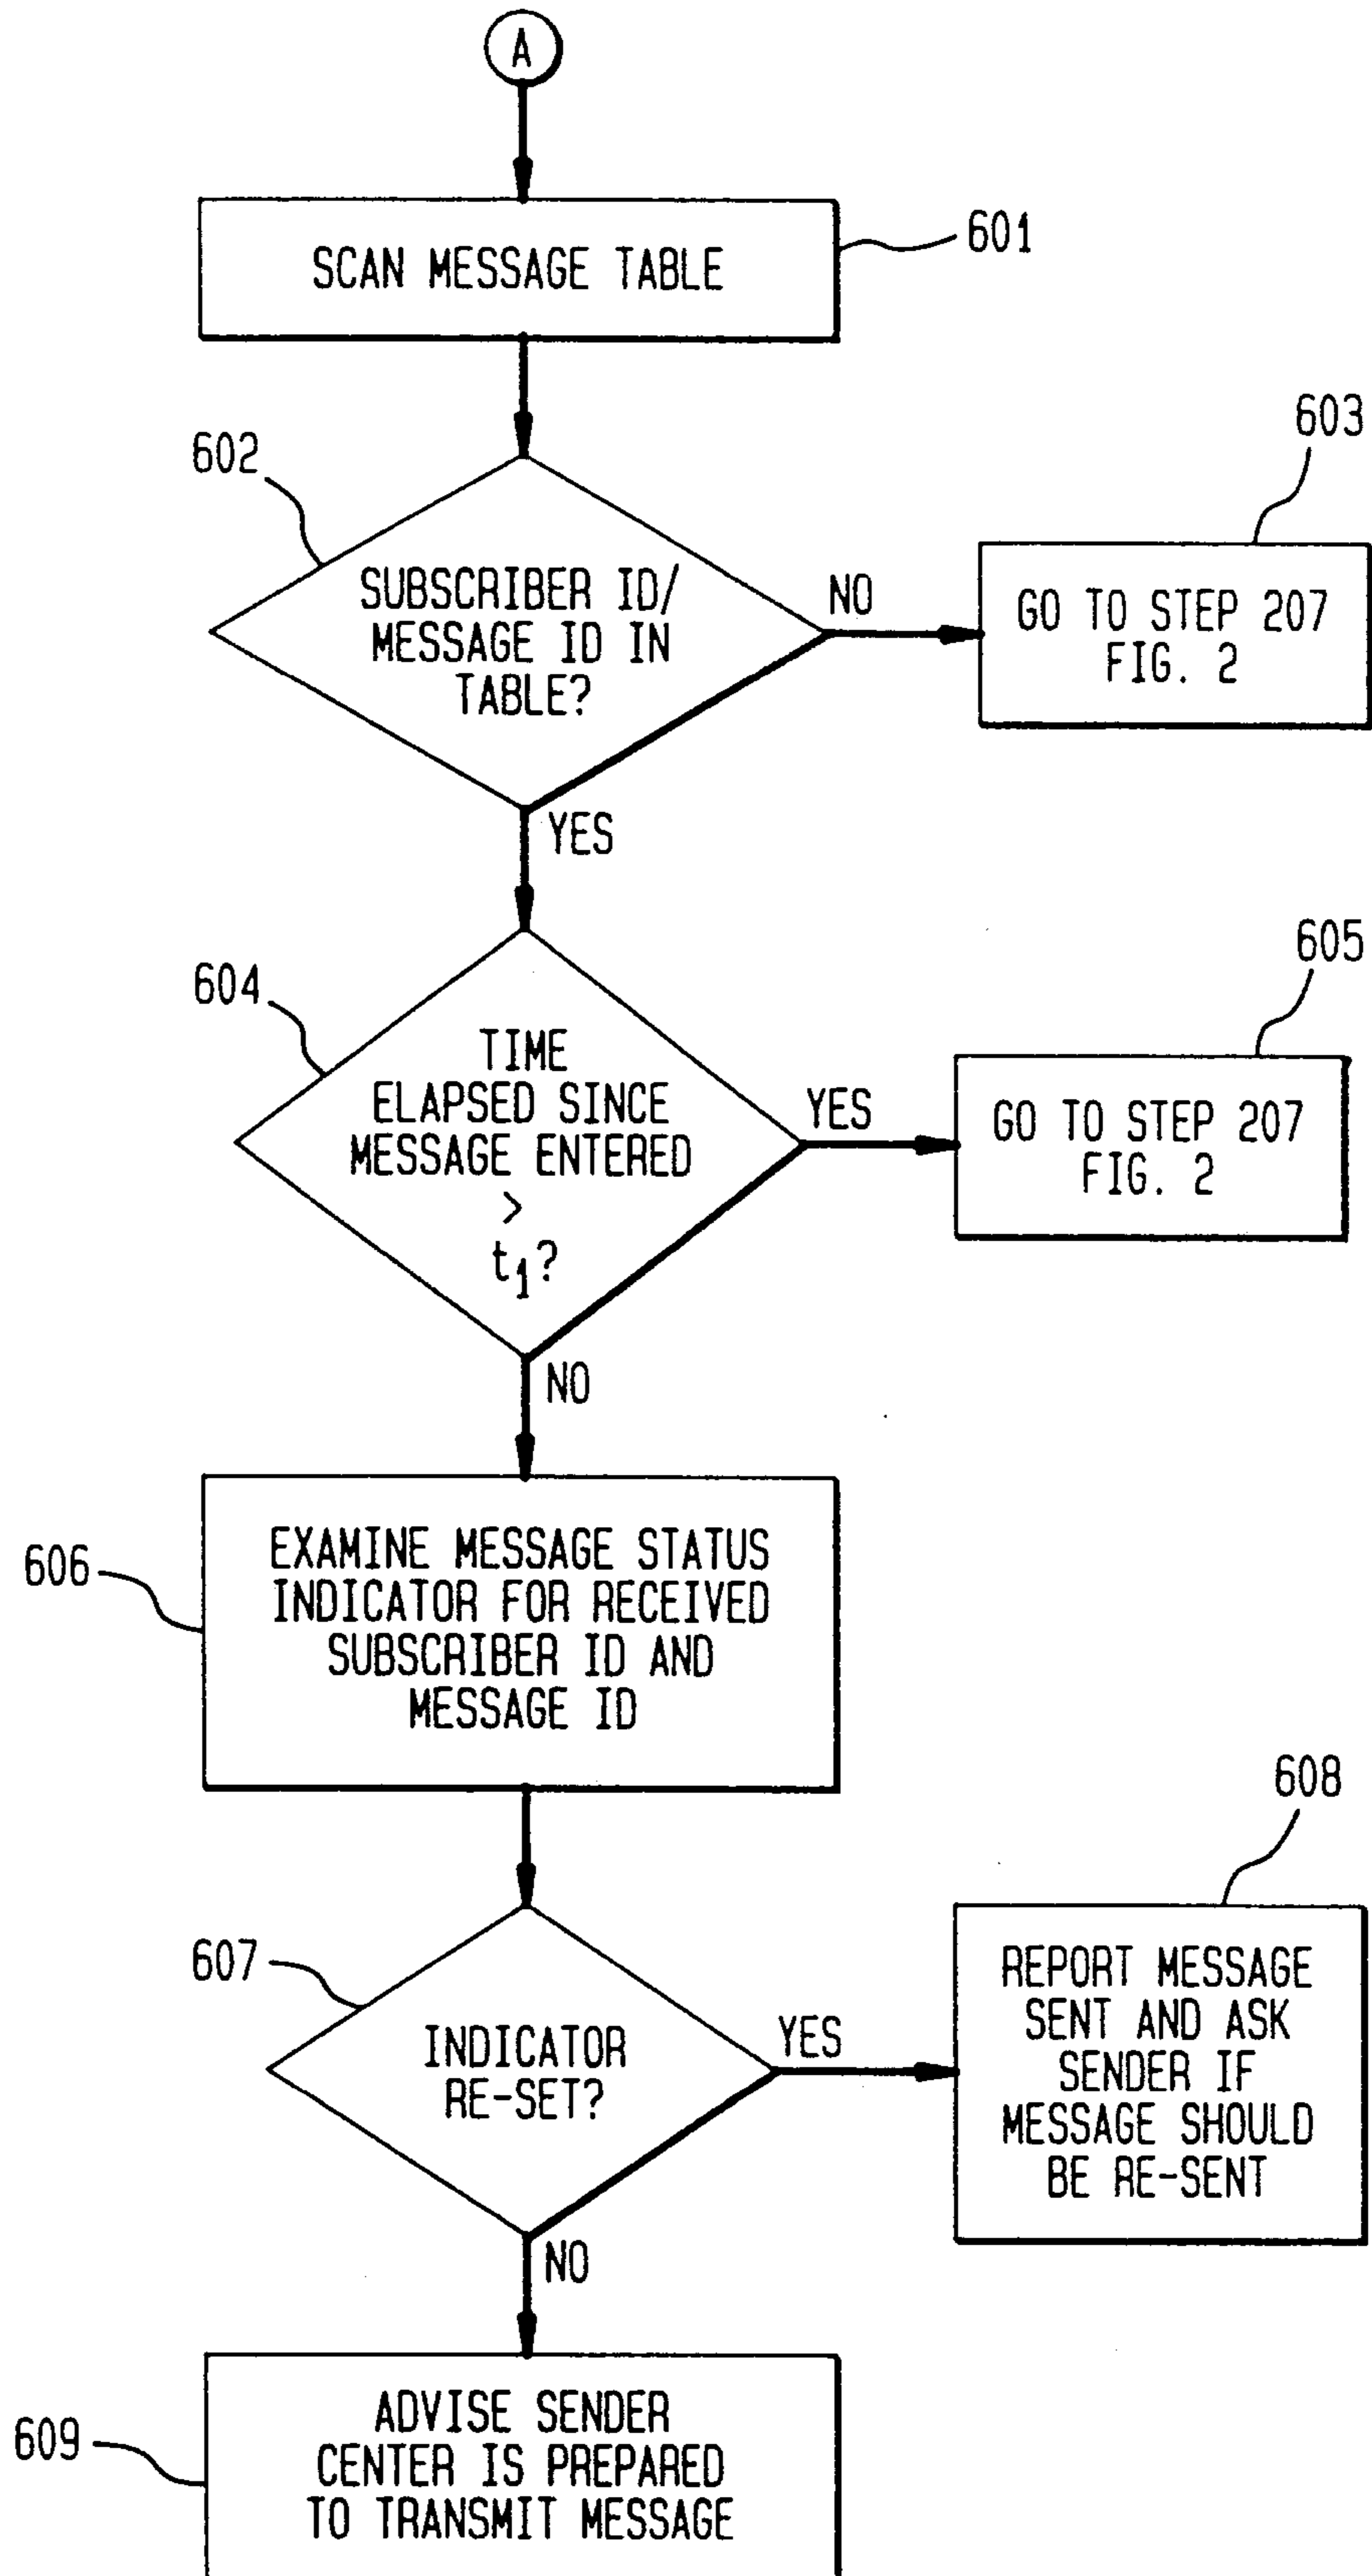 A
SCAN MESSAGE TABLE
601
602
SUBSCRIBER ID/
MESSAGE ID IN
TABLE?
NO
YES
603
GO TO STEP 207
FIG. 2
604
TIME
ELAPSED SINCE
MESSAGE ENTERED
>
t1?
YES
NO
605
GO TO STEP 207
FIG. 2
606
EXAMINE MESSAGE STATUS
INDICATOR FOR RECEIVED
SUBSCRIBER ID AND
MESSAGE ID
607
INDICATOR
RE-SET?
YES
NO
608
REPORT MESSAGE
SENT AND ASK
SENDER IF
MESSAGE SHOULD
BE RE-SENT
609
ADVISE SENDER
CENTER IS PREPARED
TO TRANSMIT MESSAGE